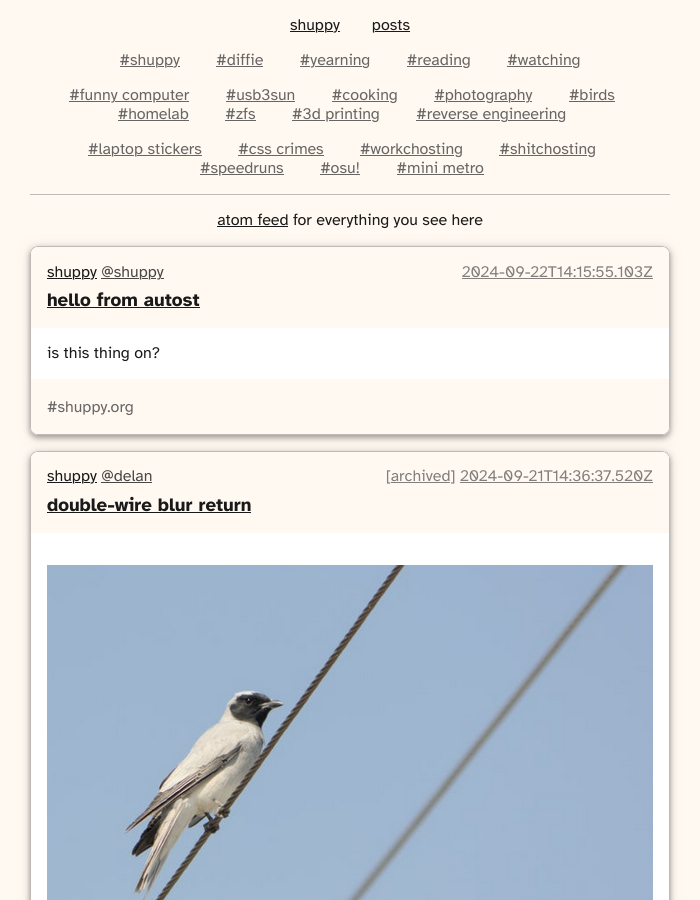 shuppy posts
#shuppy #diffie #yearning #reading #watching
#funny computer #usb3sun #cooking #photography #birds
#homelab #zfs #3d printing #reverse engineering
#laptop stickers #css crimes #workchosting #shitchosting
#speedruns #osu! #mini metro
atom feed for everything you see here
shuppy @shuppy 2024-09-22T14:15:55.103Z
hello from autost
is this thing on?
#shuppy.org
shuppy @delan [archived] 2024-09-21T14:36:37.520Z
double-wire blur return